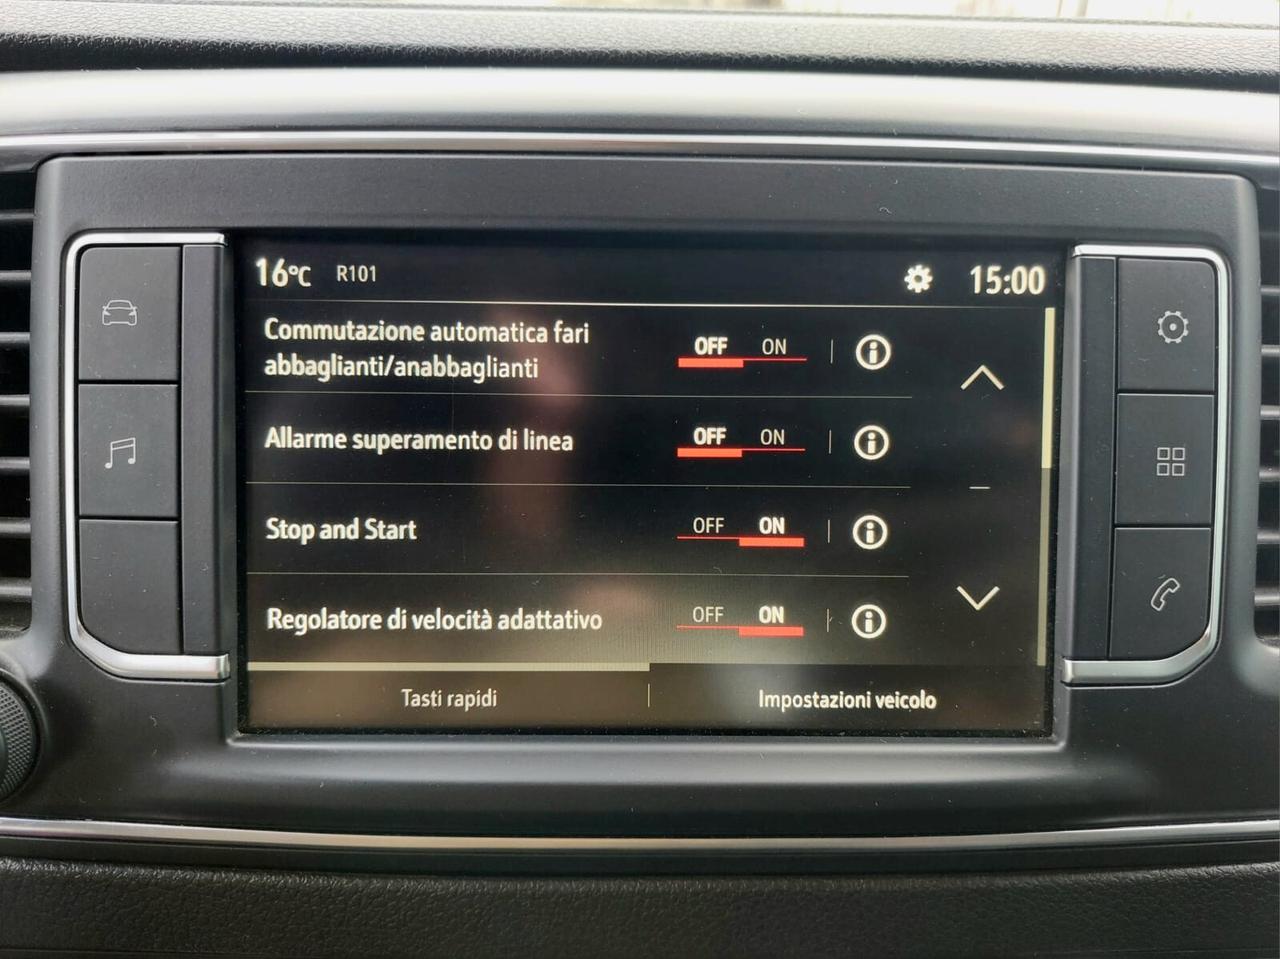 16°C R101 15:00
Commutazione automatica fari
abbaglianti/anabbaglianti OFF ON
Allarme superamento di linea OFF ON
Stop and Start OFF ON
Regolatore di velocità adattativo OFF ON
Tasti rapidi Impostazioni veicolo